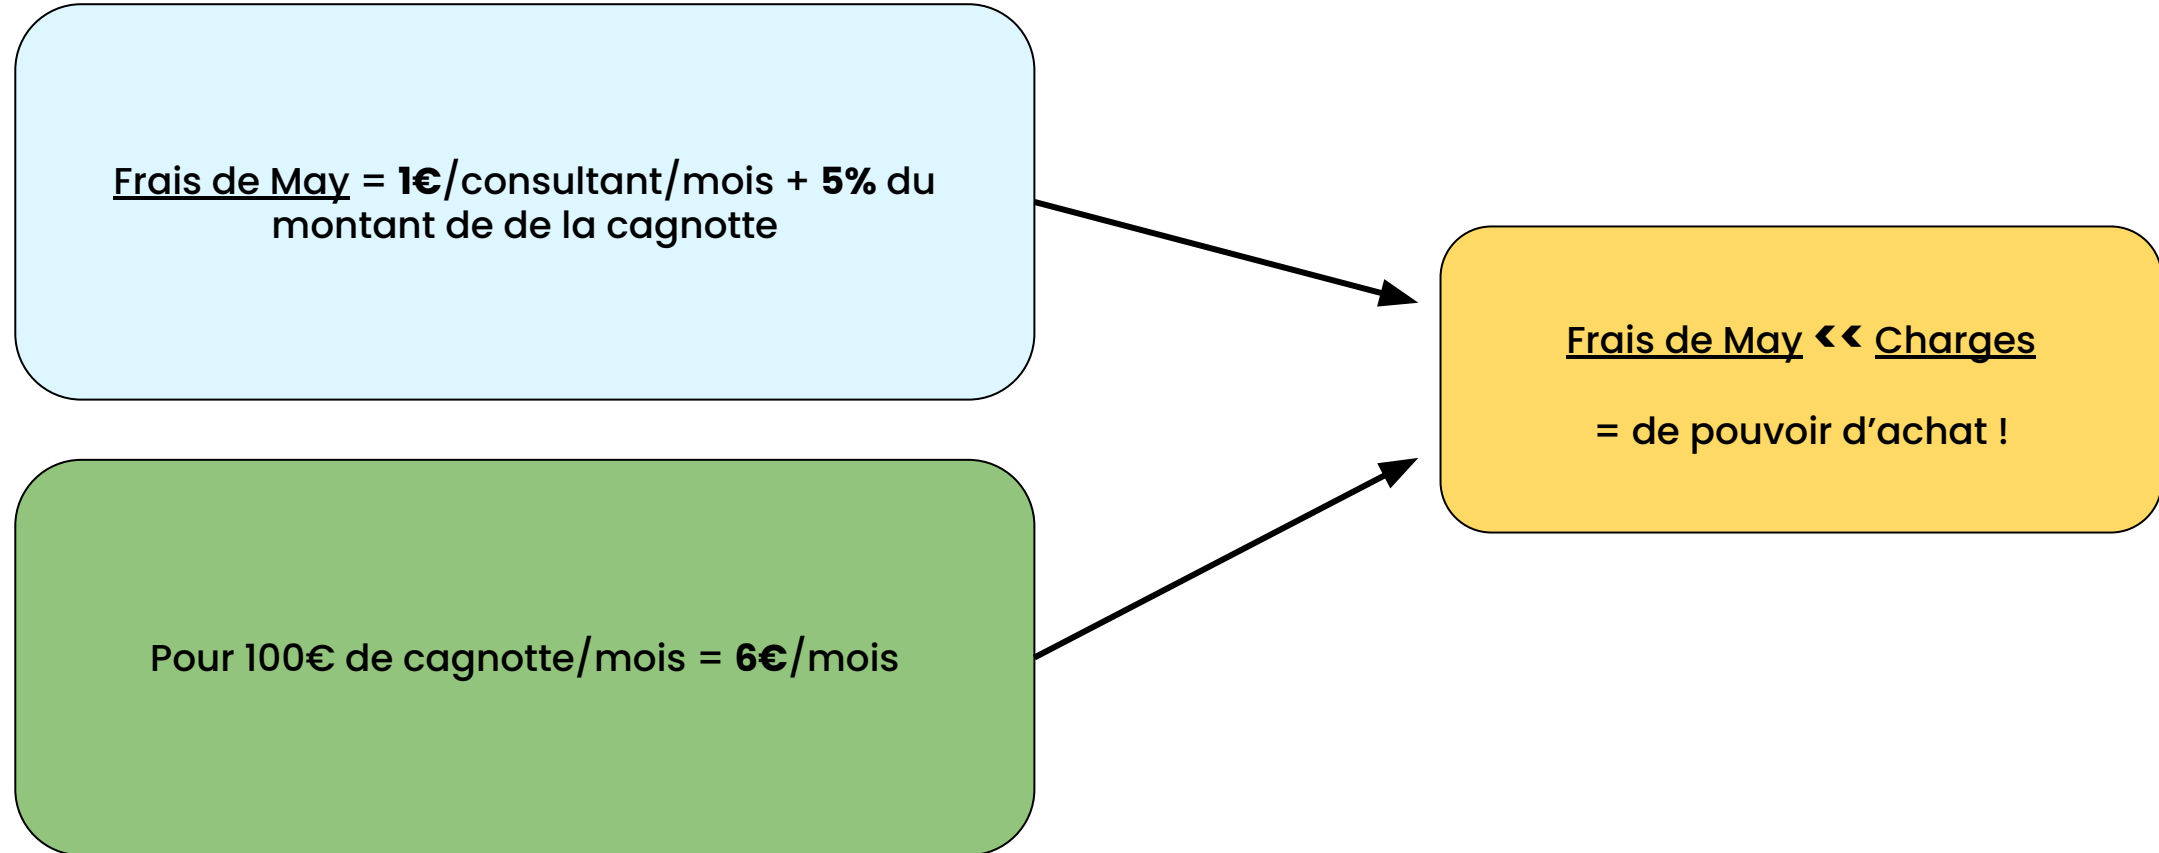 Frais de May = 1€/consultant/mois + 5% du
montant de de la cagnotte
Pour 100€ de cagnotte/mois = 6€/mois
Frais de May << Charges
= de pouvoir d’achat !